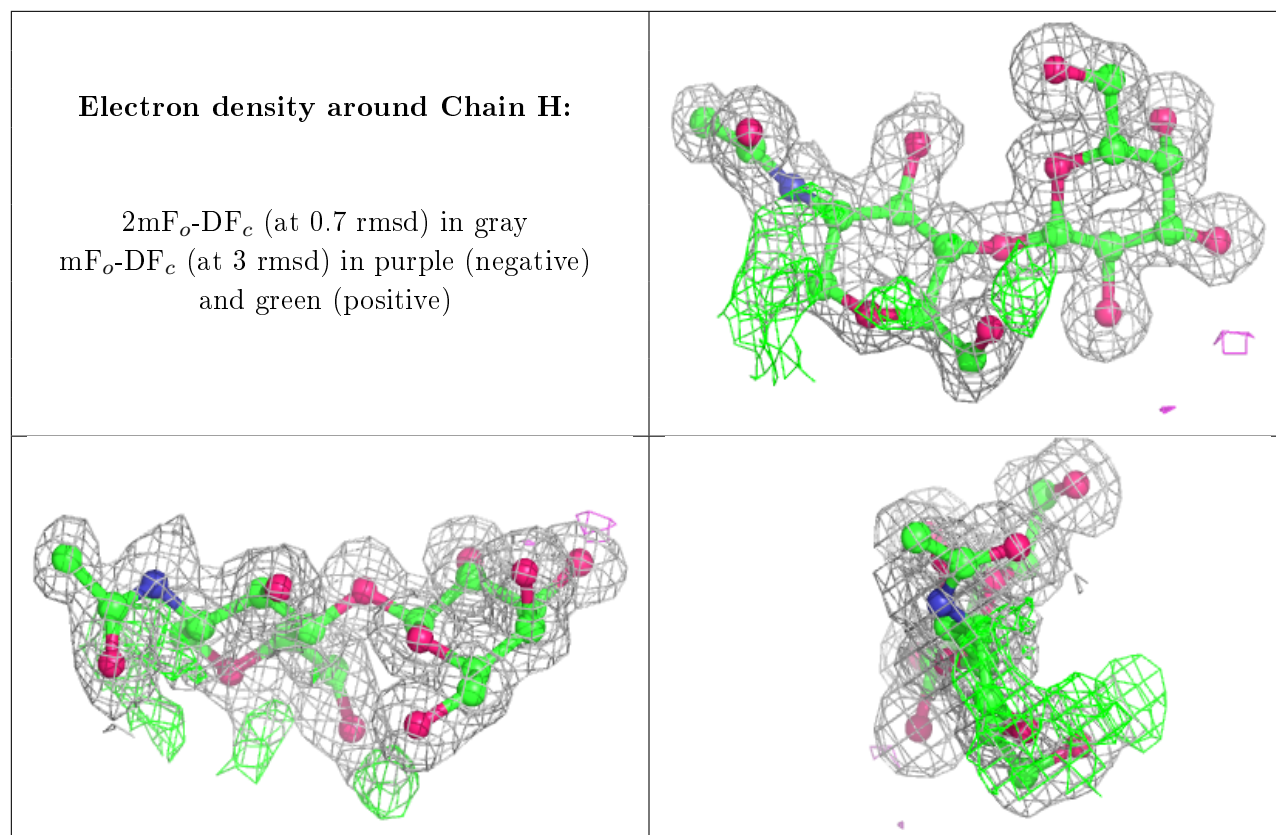 Electron density around Chain H:
2mFo-DFc (at 0.7 rmsd) in gray
mFo-DFc (at 3 rmsd) in purple (negative)
and green (positive)